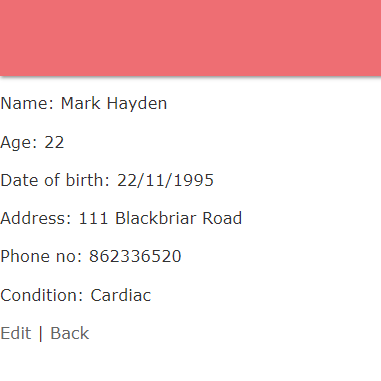 Name: Mark Hayden
Age: 22
Date of birth: 22/11/1995
Address: 111 Blackbriar Road
Phone no: 862336520
Condition: Cardiac
Edit | Back